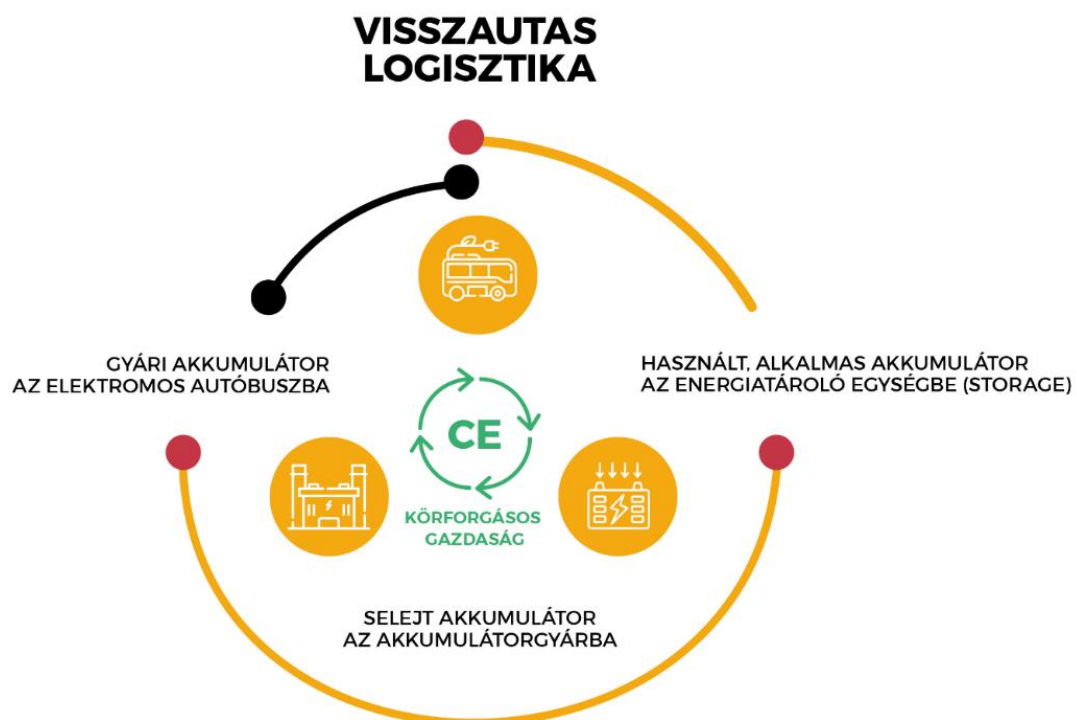 VISSZAUTAS
LOGISZTIKA
GYÁRI AKKUMULÁTOR
AZ ELEKTROMOS AUTÓBUSZBA
HASZNÁLT, ALKALMAS AKKUMULÁTOR
AZ ENERGIATÁROLÓ EGYSÉGBE (STORAGE)
CE
KÖRFORGÁSOS
GAZDASÁG
SELEJT AKKUMULÁTOR
AZ AKKUMULÁTORGYÁRBA